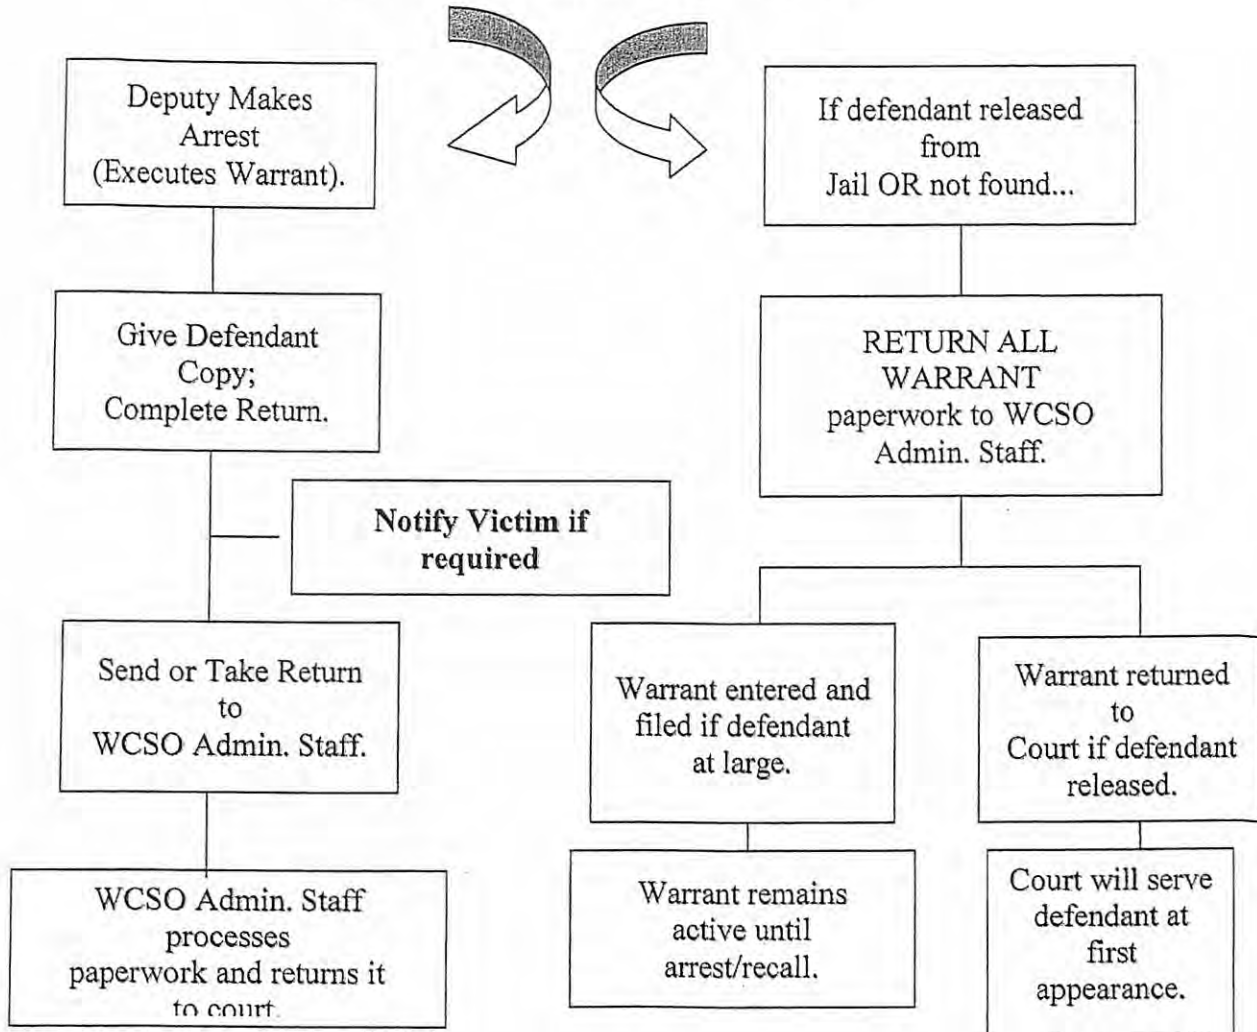 Deputy Makes
Arrest
(Executes Warrant).
Give Defendant
Copy;
Complete Return.
Notify Victim if
required
Send or Take Return
to
WCSO Admin. Staff.
WCSO Admin. Staff
processes
paperwork and returns it
to court.
If defendant released
from
Jail OR not found...
RETURN ALL
WARRANT
paperwork to WCSO
Admin. Staff.
Warrant entered and
filed if defendant
at large.
Warrant remains
active until
arrest/recall.
Warrant returned
to
Court if defendant
released.
Court will serve
defendant at
first
appearance.